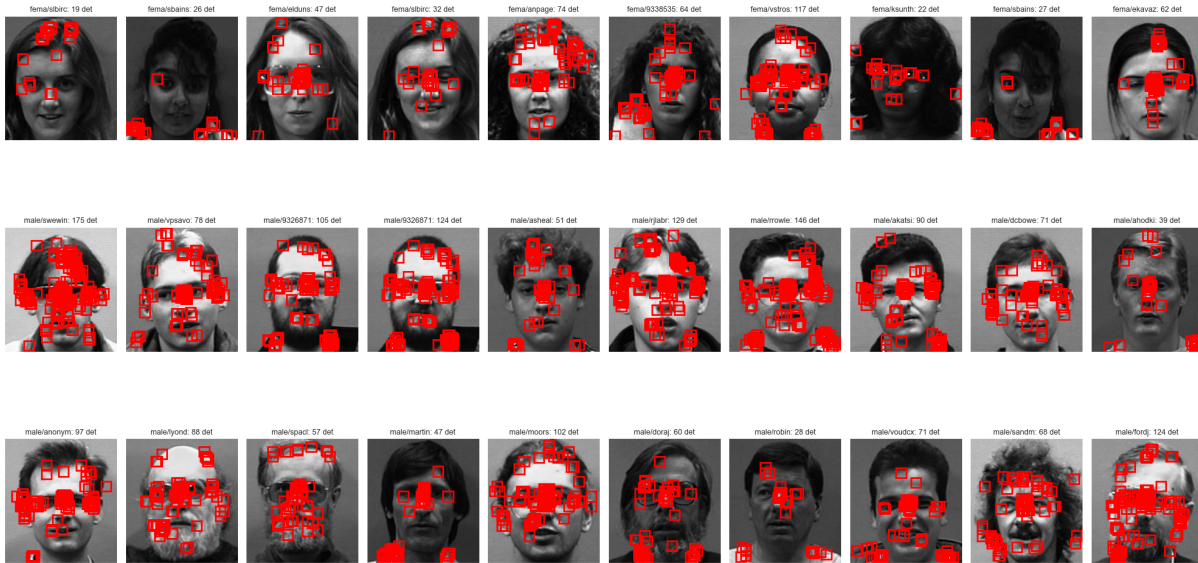 fema/slbirc: 19 det
fema/sbains: 26 det
fema/elduns: 47 det
fema/slbirc: 32 det
fema/anpage: 74 det
fema/9338535: 64 det
fema/vstros: 117 det
fema/ksunth: 22 det
fema/sbains: 27 det
fema/ekavaz: 62 det
male/swewin: 175 det
male/vpsavo: 78 det
male/9326871: 105 det
male/9326871: 124 det
male/asheal: 51 det
male/rjlabr: 129 det
male/rrowle: 146 det
male/akatsi: 90 det
male/dcbowe: 71 det
male/ahodki: 39 det
male/anonym: 97 det
male/lyond: 88 det
male/spacl: 57 det
male/martin: 47 det
male/moors: 102 det
male/doraj: 60 det
male/robin: 28 det
male/voudcx: 71 det
male/sandm: 68 det
male/fordj: 124 det